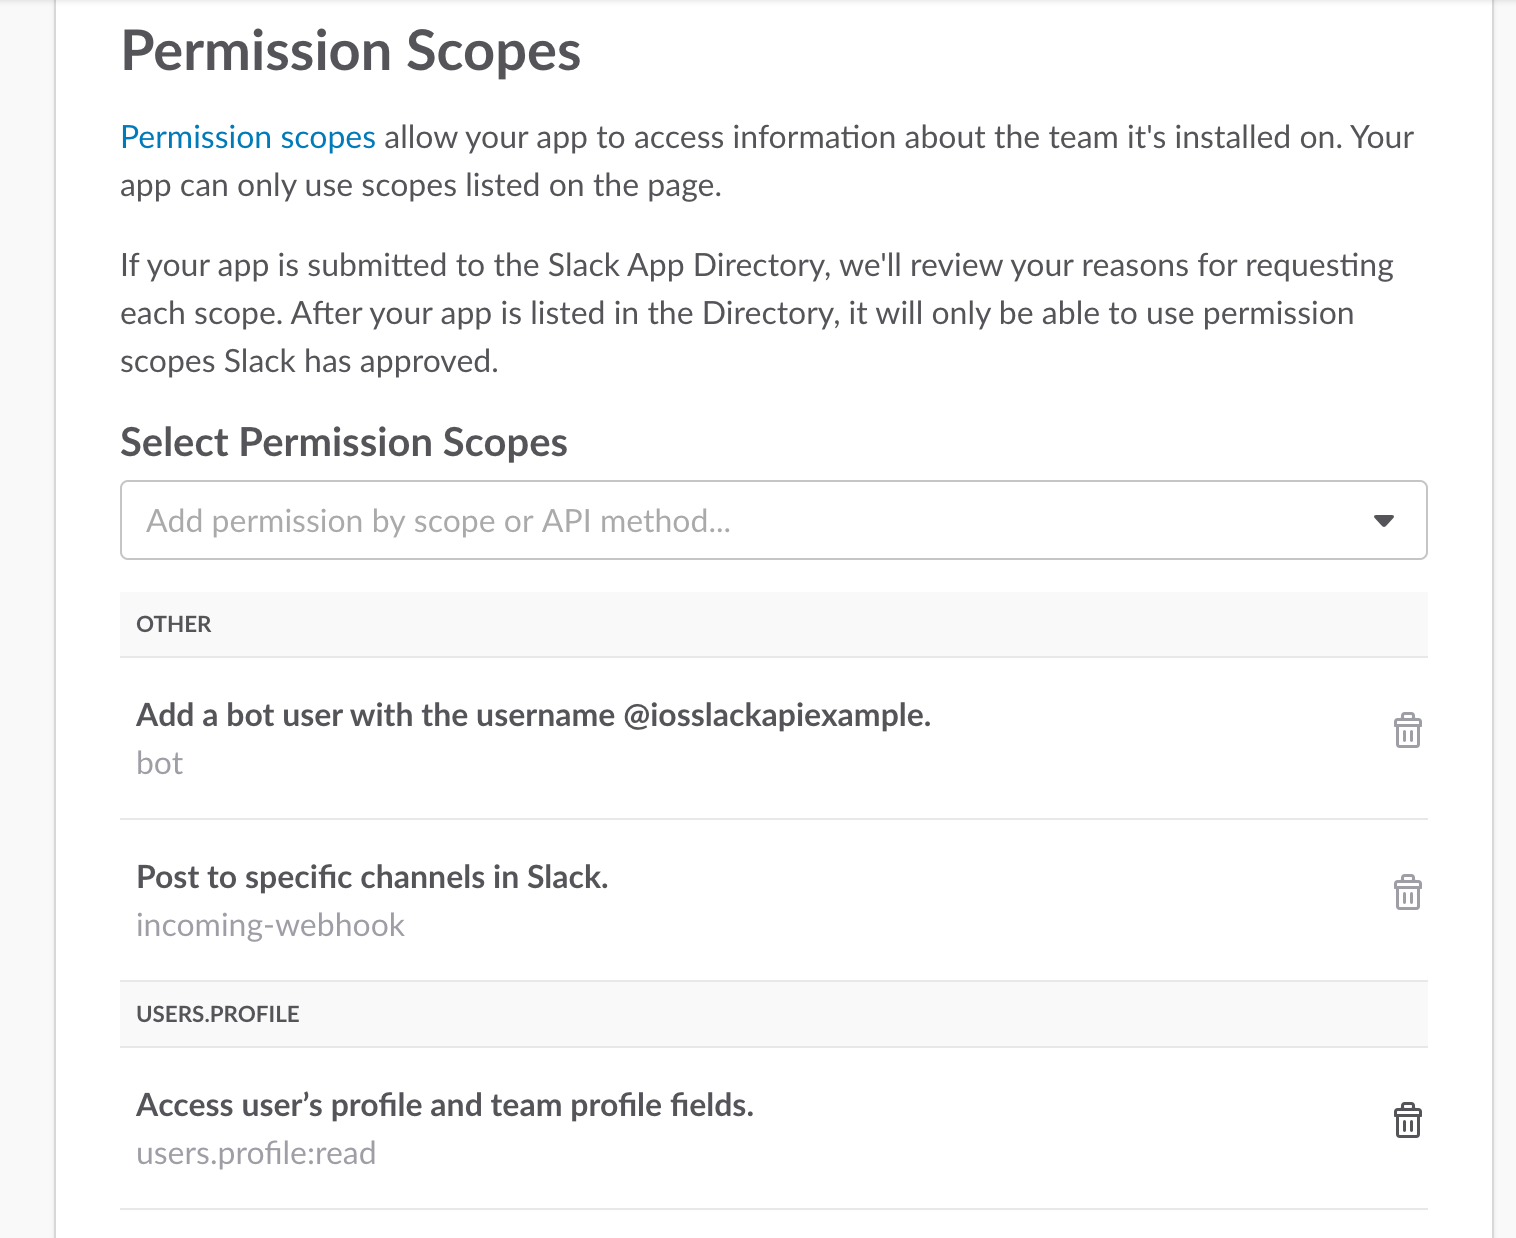 Permission Scopes
Permission scopes allow your app to access information about the team it's installed on. Your
app can only use scopes listed on the page.
If your app is submitted to the Slack App Directory, we'll review your reasons for requesting
each scope. After your app is listed in the Directory, it will only be able to use permission
scopes Slack has approved.
Select Permission Scopes
Add permission by scope or API method...
OTHER
Add a bot user with the username @iosslackapiexample.
bot
Post to specific channels in Slack.
incoming-webhook
USERS.PROFILE
Access user’s profile and team profile fields.
users.profile:read